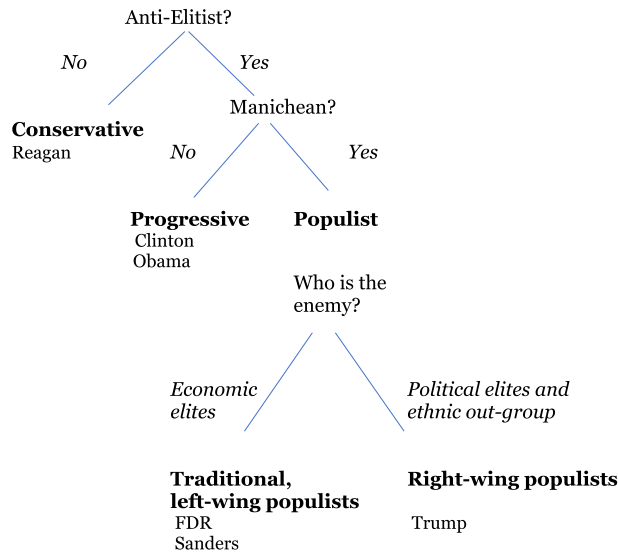 Anti-Elitist?
No
Yes
Manichean?
Conservative
Reagan
No
Yes
Progressive
Clinton
Obama
Populist
Who is the
enemy?
Economic
elites
Political elites and
ethnic out-group
Traditional,
left-wing populists
FDR
Sanders
Right-wing populists
Trump